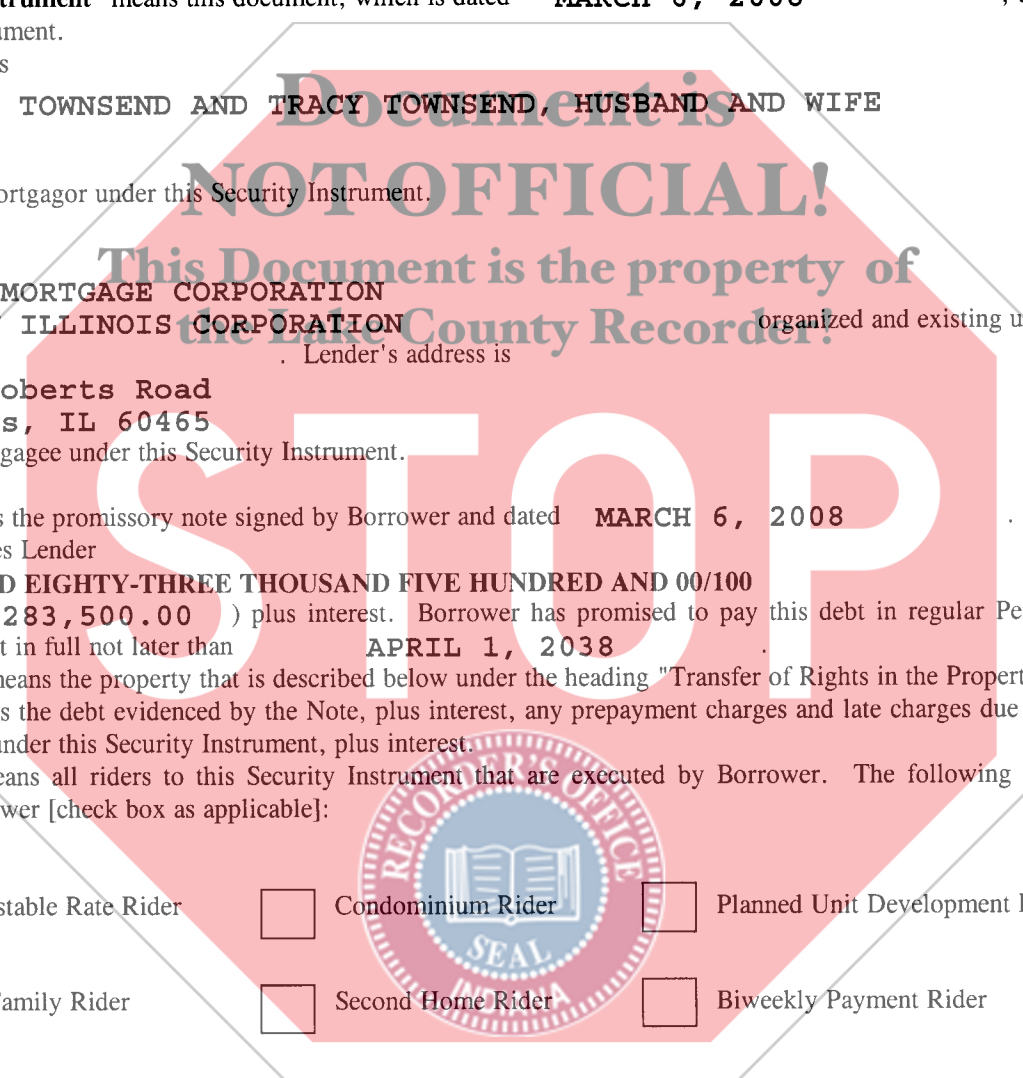 trument" means this document, which is dated MARCH 6, 2008
ument.
s
TOWNSEND AND TRACY TOWNSEND, HUSBAND AND WIFE
Document is
NOT OFFICIAL!
ortgagor under this Security Instrument.
This Document is the property of
the Lake County Recorder!
MORTGAGE CORPORATION
ILLINOIS CORPORATION organized and existing u
. Lender's address is
oberts Road
s, IL 60465
gagee under this Security Instrument.
STOP
s the promissory note signed by Borrower and dated MARCH 6, 2008 .
es Lender
D EIGHTY-THREE THOUSAND FIVE HUNDRED AND 00/100
283,500.00 ) plus interest. Borrower has promised to pay this debt in regular Pe
t in full not later than APRIL 1, 2038 .
neans the property that is described below under the heading "Transfer of Rights in the Propert
s the debt evidenced by the Note, plus interest, any prepayment charges and late charges due
under this Security Instrument, plus interest.
eans all riders to this Security Instrument that are executed by Borrower. The following
wer [check box as applicable]:
RECORDER'S OFFICE
SEAL
INDIANA
stable Rate Rider Condominium Rider Planned Unit Development
Family Rider Second Home Rider Biweekly Payment Rider